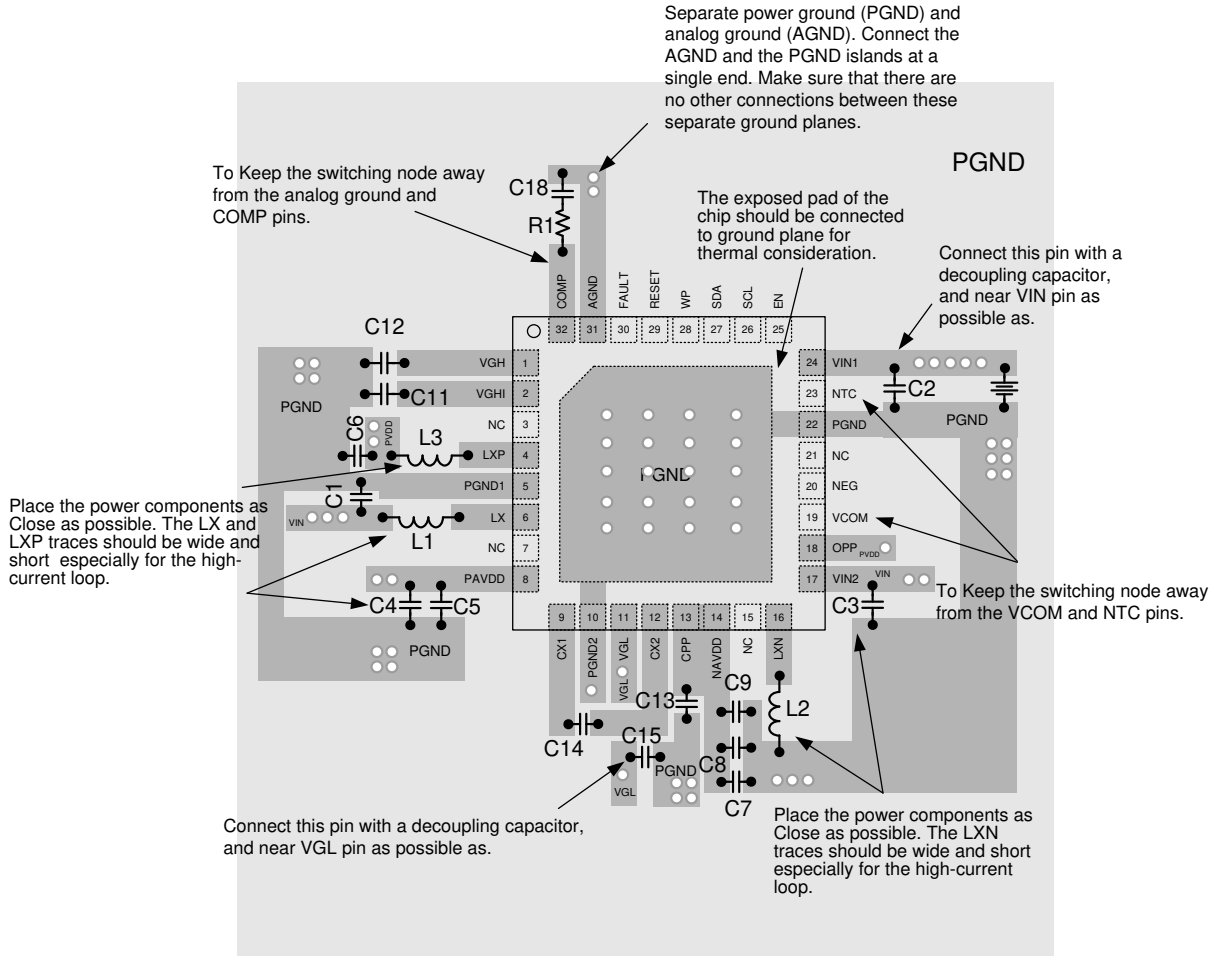 Separate power ground (PGND) and
analog ground (AGND). Connect the
AGND and the PGND islands at a
single end. Make sure that there are
no other connections between these
separate ground planes.
PGND
To Keep the switching node away
from the analog ground and
COMP pins.
C18
R1
The exposed pad of the
chip should be connected
to ground plane for
thermal consideration.
Connect this pin with a
decoupling capacitor,
and near VIN pin as
possible as.
COMP
AGND
FAULT
RESET
WP
SDA
SCL
EN
32
31
30
29
28
27
26
25
C12
C11
PGND
C6
PVDD
L3
C1
VIN
L1
C4
C5
PGND
VGH 1
VGHI 2
NC 3
LXP 4
PGND1 5
LX 6
NC 7
PAVDD 8
PGND
24 VIN1
23 NTC
22 PGND
21 NC
20 NEG
19 VCOM
18 OPP
17 VIN2
C2
PGND
PVDD
VIN
C3
Place the power components as
Close as possible. The LX and
LXP traces should be wide and
short especially for the high-
current loop.
To Keep the switching node away
from the VCOM and NTC pins.
9
10
11
12
13
14
15
16
CX1
PGND2
VGL
CX2
CPP
NAVDD
NC
LXN
VGL
C13
C9
L2
C14
C15
PGND
C8
VGL
C7
Connect this pin with a decoupling capacitor,
and near VGL pin as possible as.
Place the power components as
Close as possible. The LXN
traces should be wide and short
especially for the high-current
loop.